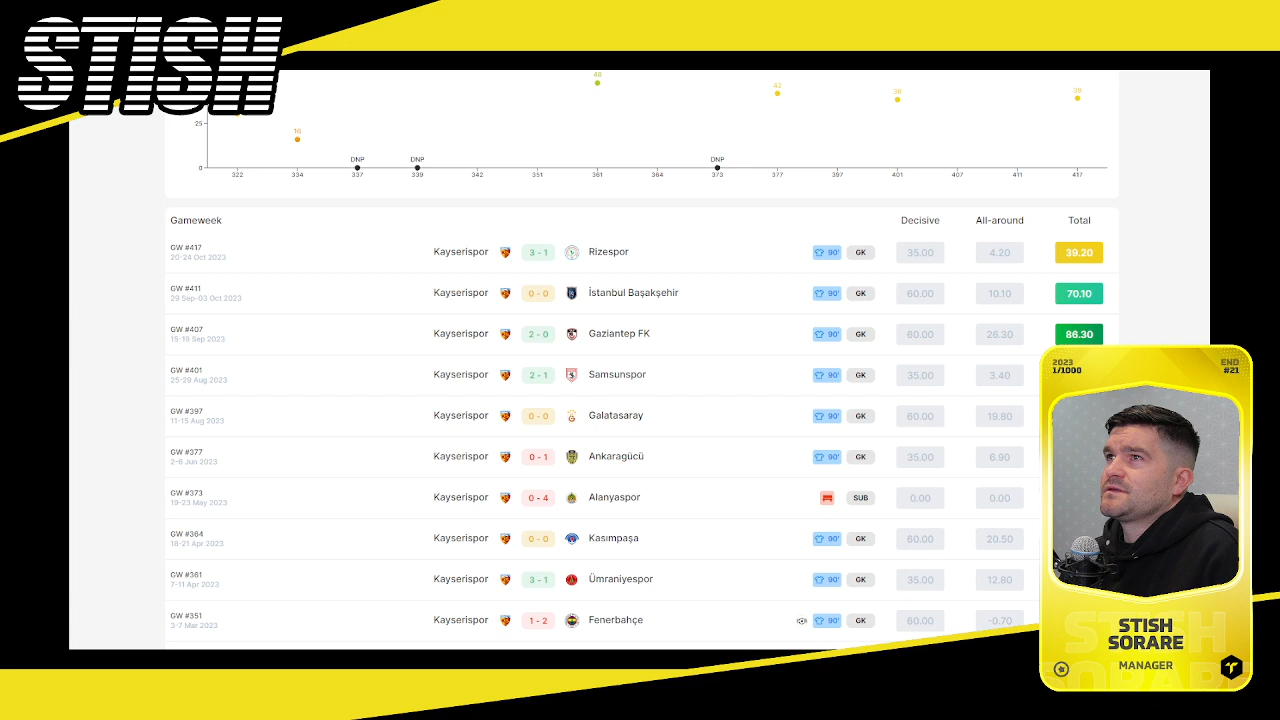 STISH
48
42
38
39
25
16
DNP DNP DNP
0
322 334 337 339 342 351 361 364 373 377 397 401 407 411 417
Gameweek Decisive All-around Total
GW #417
20-24 Oct 2023
Kayserispor 3 - 1 Rizespor 90' GK 35.00 4.20 39.20
GW #411
29 Sep-03 Oct 2023
Kayserispor 0 - 0 İstanbul Başakşehir 90' GK 60.00 10.10 70.10
GW #407
15-19 Sep 2023
Kayserispor 2 - 0 Gaziantep FK 90' GK 60.00 26.30 86.30
GW #401
25-29 Aug 2023
Kayserispor 2 - 1 Samsunspor 90' GK 35.00 3.40
GW #397
11-15 Aug 2023
Kayserispor 0 - 0 Galatasaray 90' GK 60.00 19.80
GW #377
2-6 Jun 2023
Kayserispor 0 - 1 Ankaragücü 90' GK 35.00 6.90
GW #373
19-23 May 2023
Kayserispor 0 - 4 Alanyaspor SUB 0.00 0.00
GW #364
18-21 Apr 2023
Kayserispor 0 - 0 Kasımpaşa 90' GK 60.00 20.50
GW #361
7-11 Apr 2023
Kayserispor 3 - 1 Ümraniyespor 90' GK 35.00 12.80
GW #351
3-7 Mar 2023
Kayserispor 1 - 2 Fenerbahçe 90' GK 60.00 -0.70
2023 END
1/1000 #21
STISH
SORARE
MANAGER